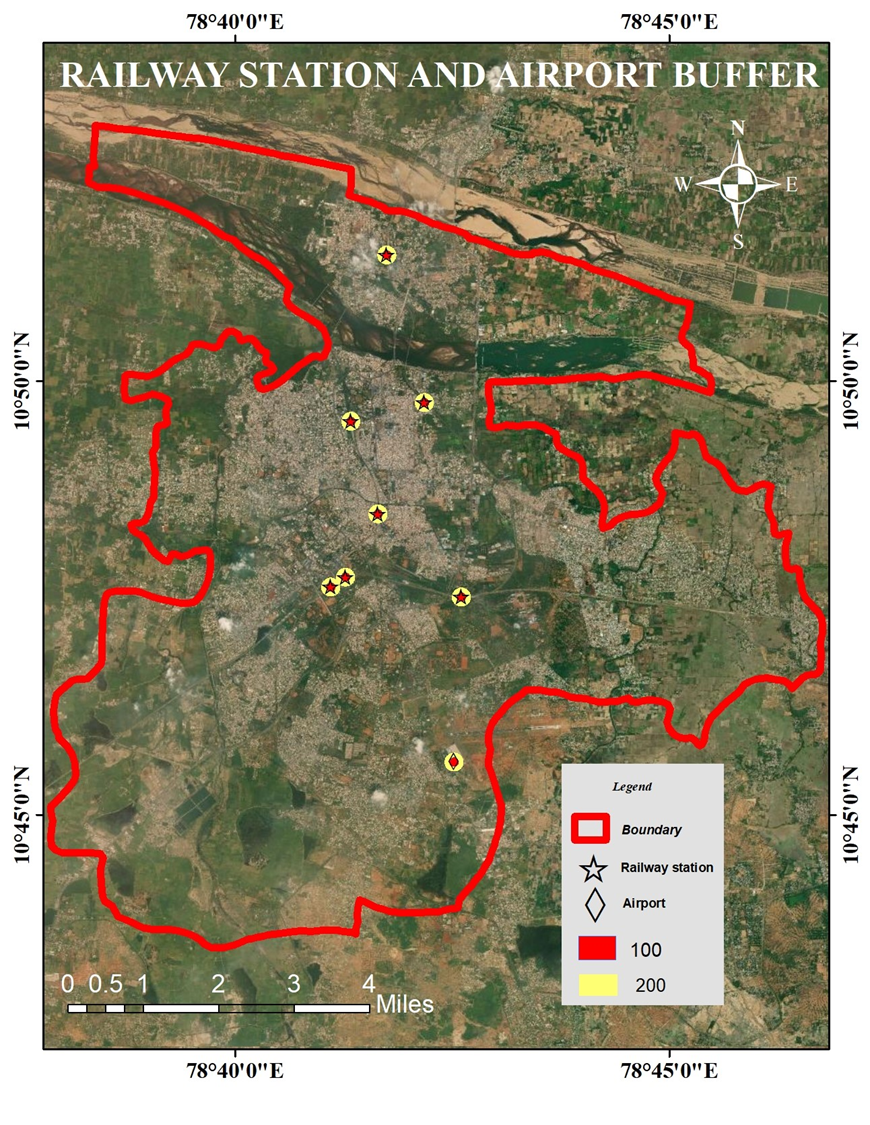 78°40'0"E 78°45'0"E
RAILWAY STATION AND AIRPORT BUFFER
N
W E
S
10°50'0"N 10°50'0"N
10°45'0"N 10°45'0"N
Legend
Boundary
Railway station
Airport
100
200
0 0.5 1 2 3 4
Miles
78°40'0"E 78°45'0"E